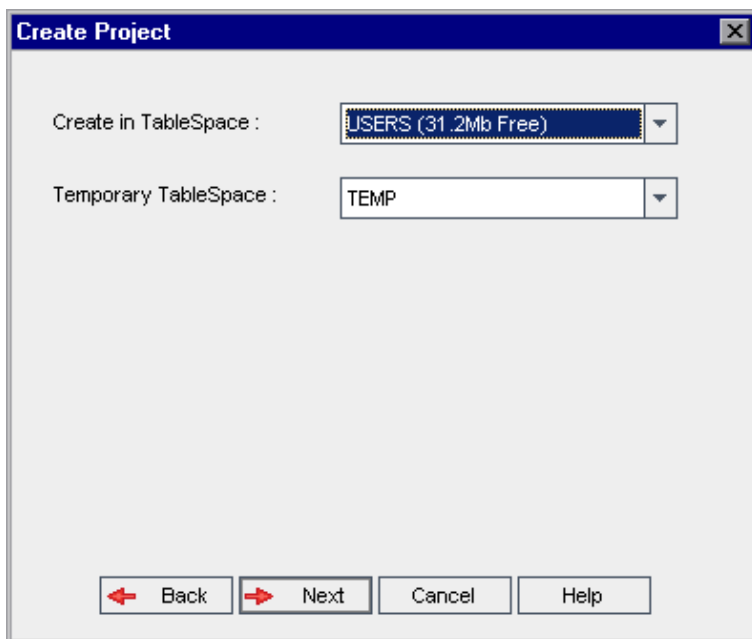 Create Project
Create in TableSpace : USERS (31.2Mb Free)
Temporary TableSpace : TEMP
Back Next Cancel Help